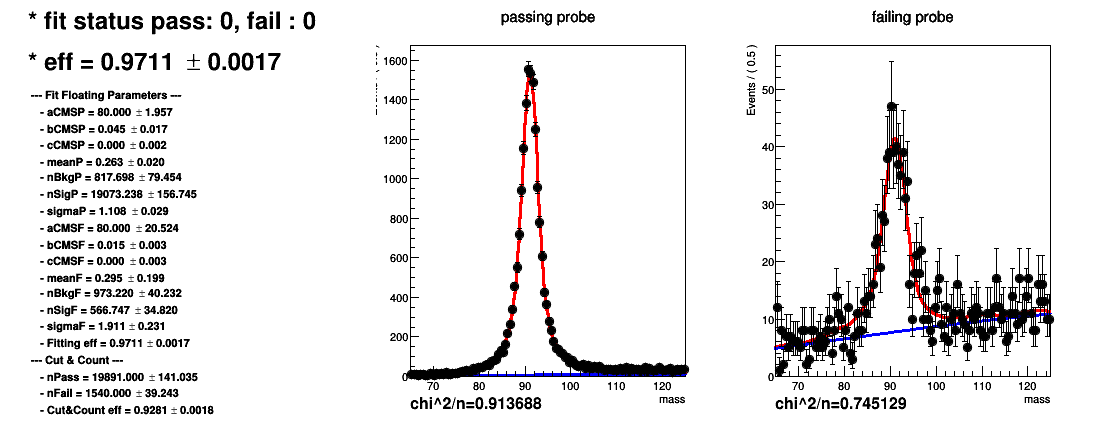 * fit status pass: 0, fail : 0
* eff = 0.9711 ± 0.0017
--- Fit Floating Parameters ---
- aCMSP = 80.000 ± 1.957
- bCMSP = 0.045 ± 0.017
- cCMSP = 0.000 ± 0.002
- meanP = 0.263 ± 0.020
- nBkgP = 817.698 ± 79.454
- nSigP = 19073.238 ± 156.745
- sigmaP = 1.108 ± 0.029
- aCMSF = 80.000 ± 20.524
- bCMSF = 0.015 ± 0.003
- cCMSF = 0.000 ± 0.003
- meanF = 0.295 ± 0.199
- nBkgF = 973.220 ± 40.232
- nSigF = 566.747 ± 34.820
- sigmaF = 1.911 ± 0.231
- Fitting eff = 0.9711 ± 0.0017
--- Cut & Count ---
- nPass = 19891.000 ± 141.035
- nFail = 1540.000 ± 39.243
- Cut&Count eff = 0.9281 ± 0.0018
passing probe
1600
1400
1200
1000
800
600
400
200
0
70 80 90 100 110 120
mass
chi^2/n=0.913688
failing probe
Events / ( 0.5 )
50
40
30
20
10
0
70 80 90 100 110 120
mass
chi^2/n=0.745129